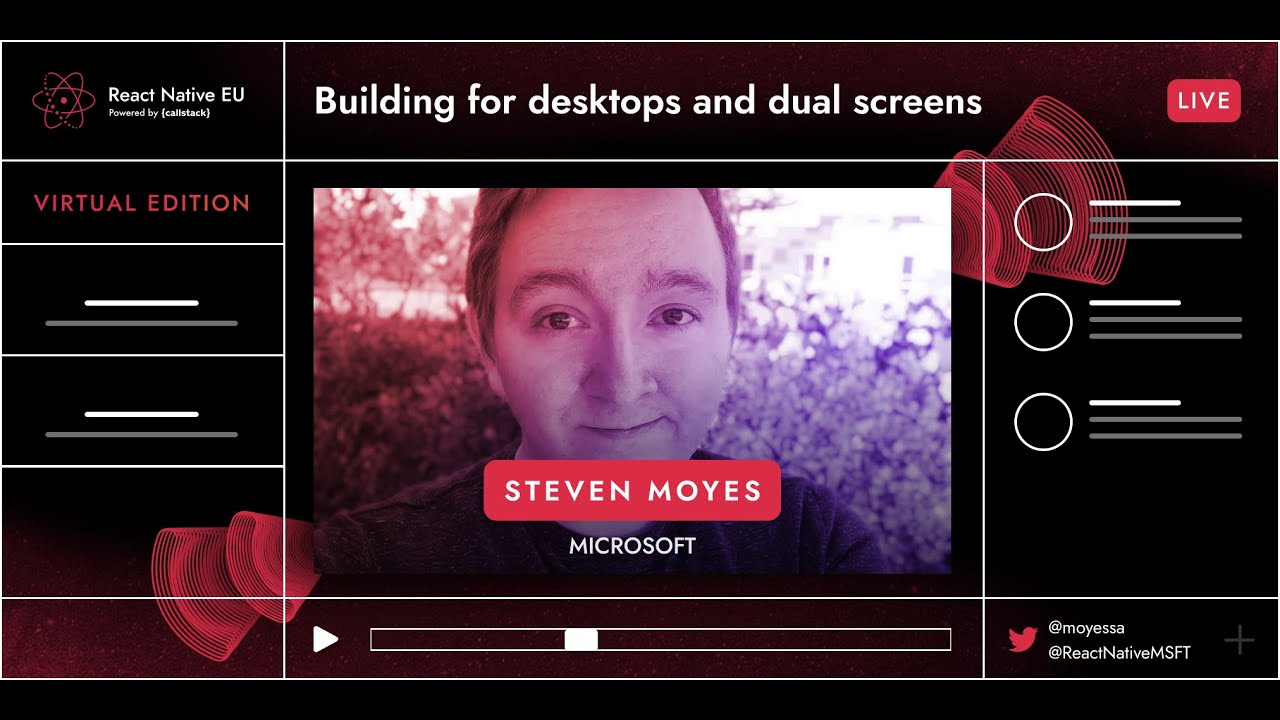 React Native EU
Powered by {callstack}
Building for desktops and dual screens
LIVE
VIRTUAL EDITION
STEVEN MOYES
MICROSOFT
@moyessa
@ReactNativeMSFT